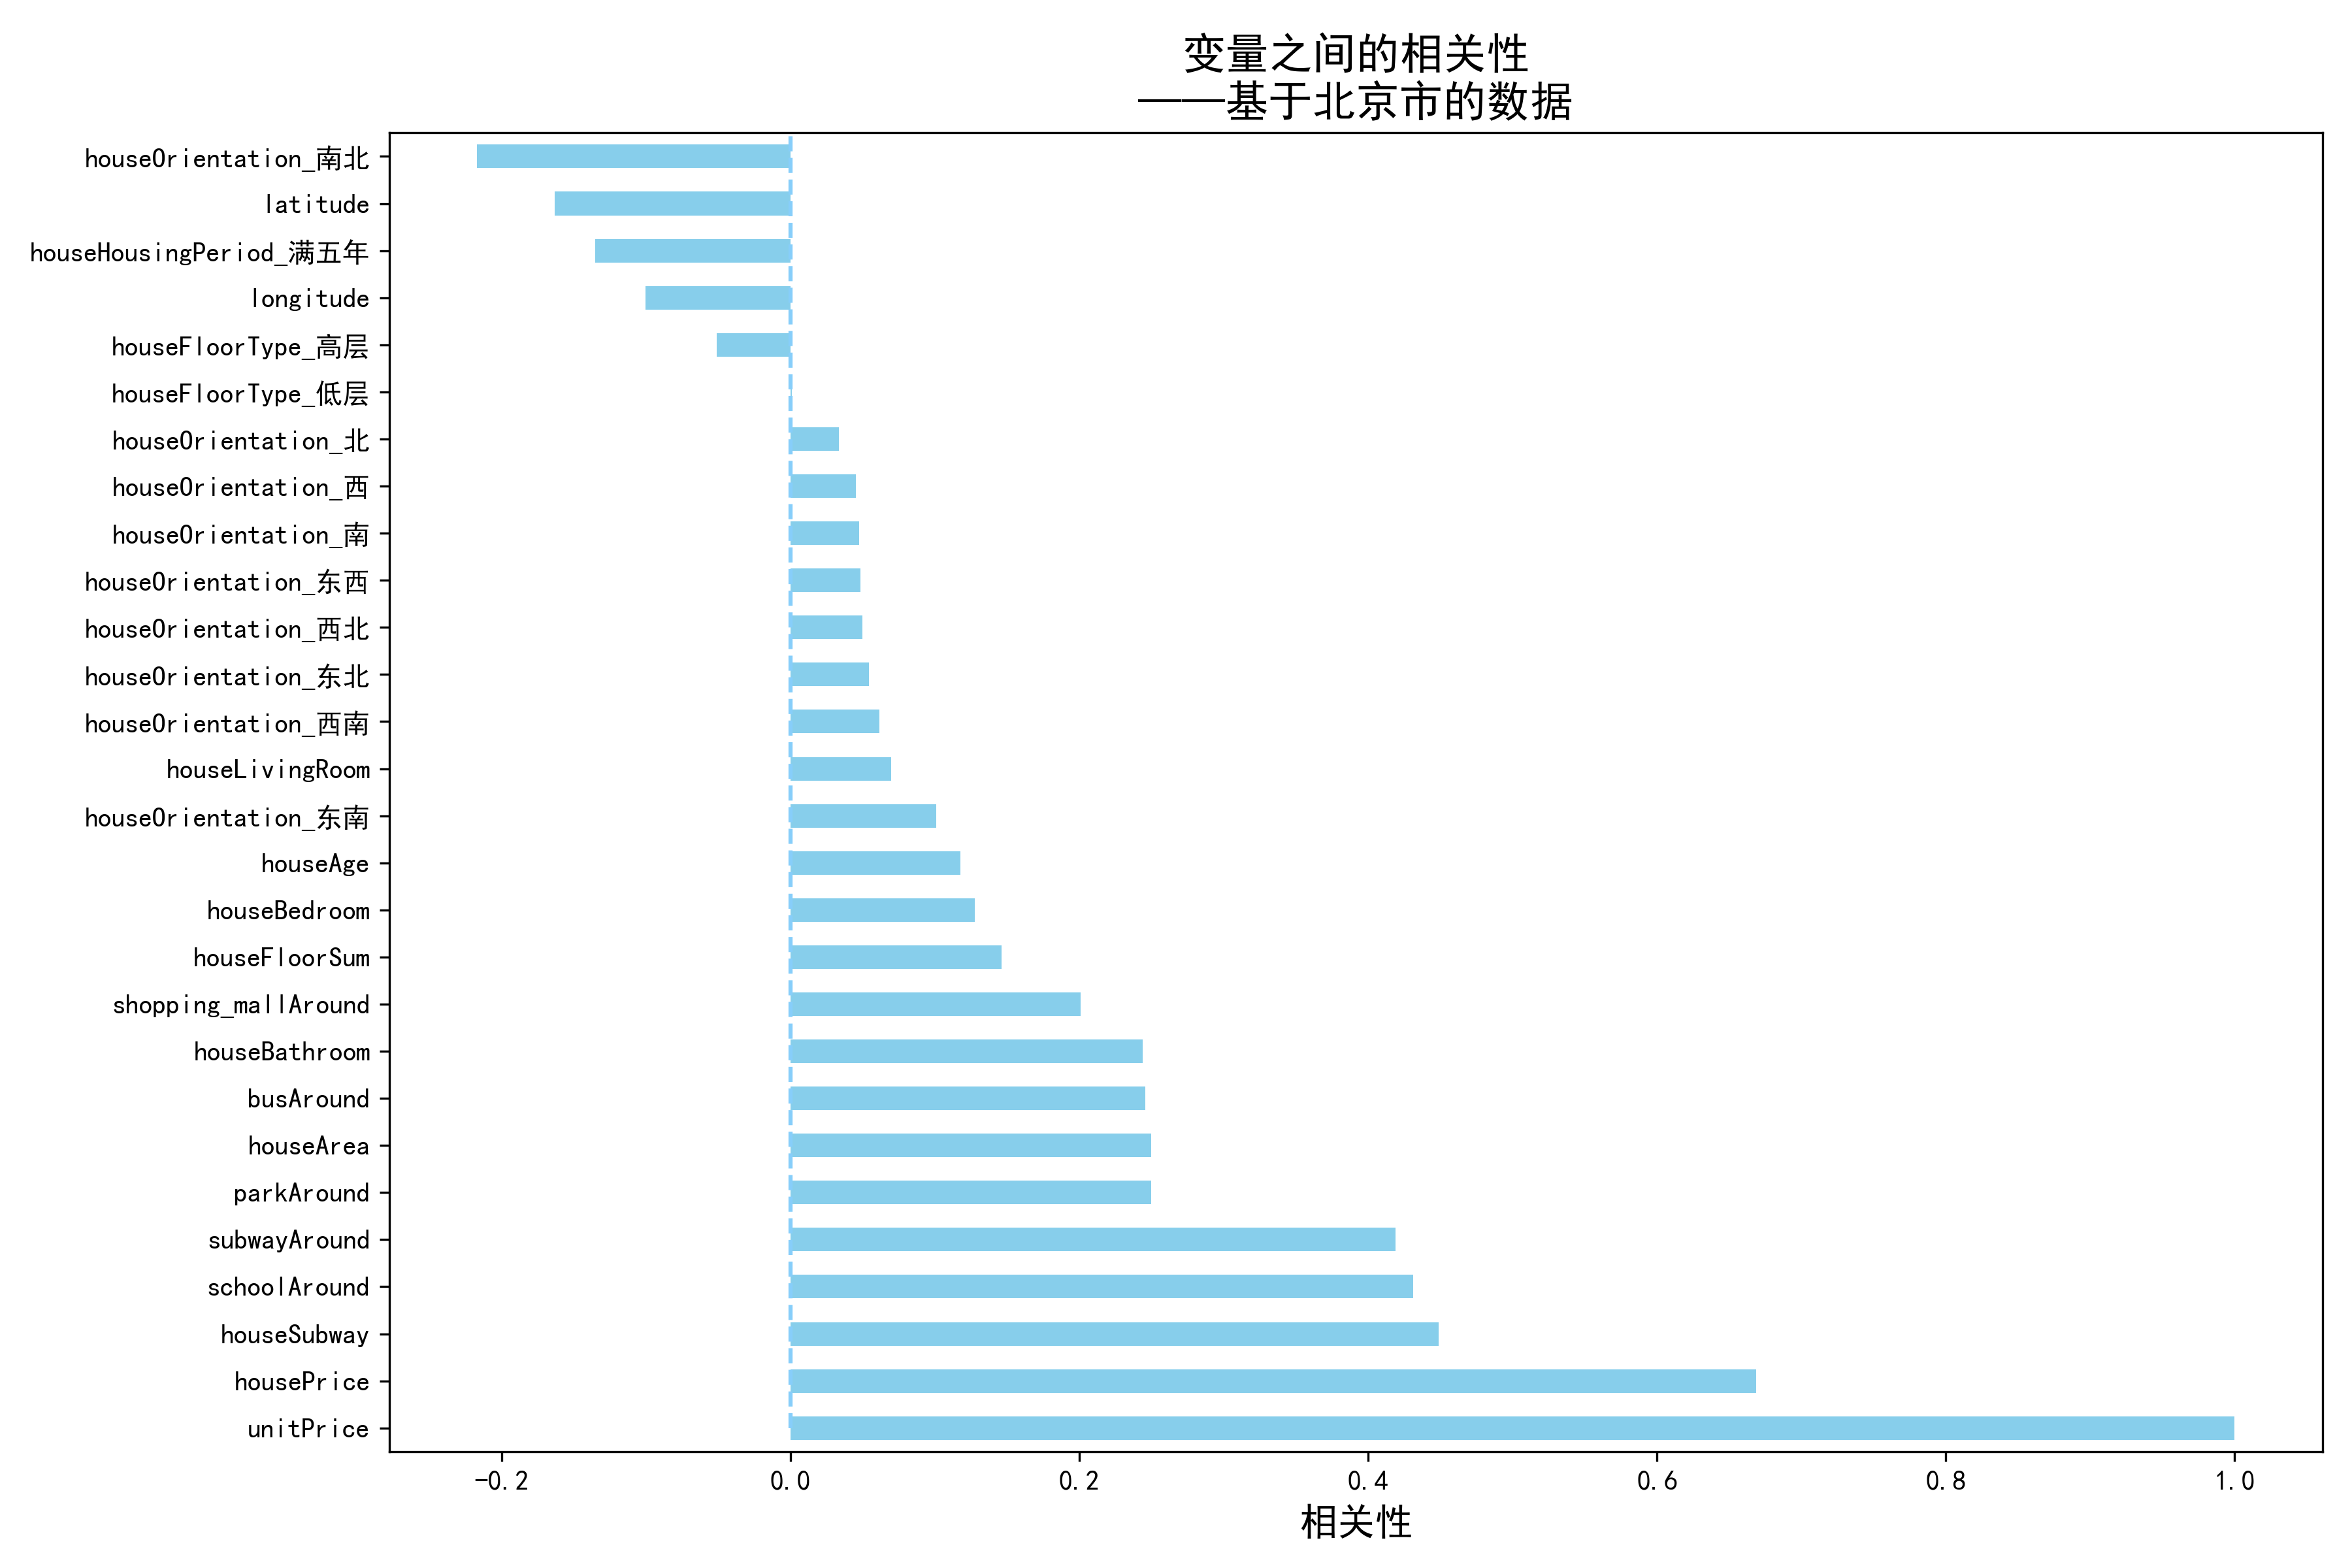 变量之间的相关性
——基于北京市的数据
houseOrientation_南北
latitude
houseHousingPeriod_满五年
longitude
houseFloorType_高层
houseFloorType_低层
houseOrientation_北
houseOrientation_西
houseOrientation_南
houseOrientation_东西
houseOrientation_西北
houseOrientation_东北
houseOrientation_西南
houseLivingRoom
houseOrientation_东南
houseAge
houseBedroom
houseFloorSum
shopping_mallAround
houseBathroom
busAround
houseArea
parkAround
subwayAround
schoolAround
houseSubway
housePrice
unitPrice
-0.2 0.0 0.2 0.4 0.6 0.8 1.0
相关性